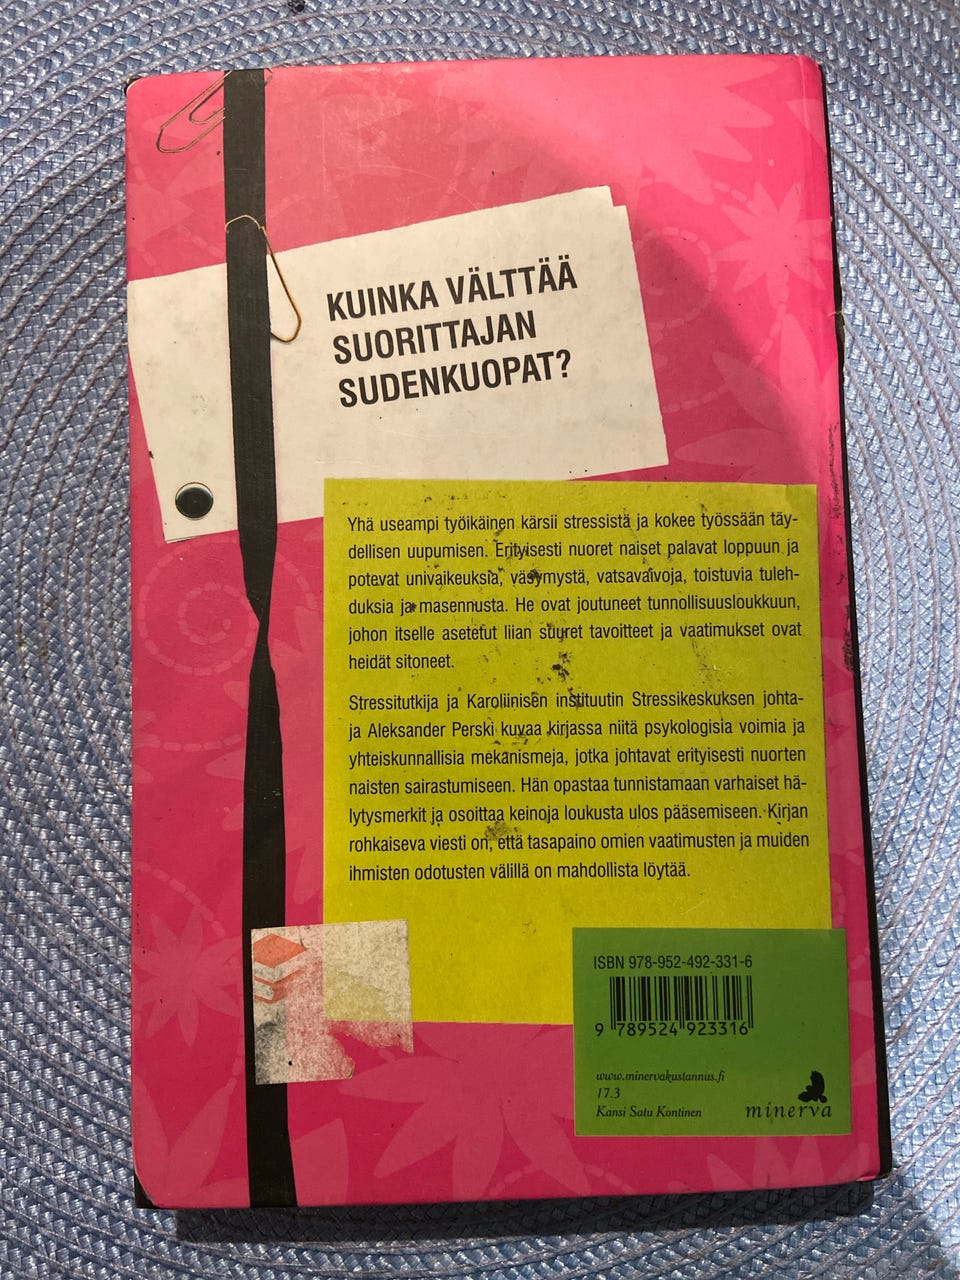 KUINKA VÄLTTÄÄ
SUORITTAJAN
SUDENKUOPAT?
Yhä useampi työikäinen kärsii stressistä ja kokee työssään täy-
dellisen uupumisen. Erityisesti nuoret naiset palavat loppuun ja
potevat univaikeuksia, väsymystä, vatsavaivoja, toistuvia tuleh-
duksia ja masennusta. He ovat joutuneet tunnollisuusloukkuun,
johon itselle asetetut liian suuret tavoitteet ja vaatimukset ovat
heidät sitoneet.
Stressitutkija ja Karoliinisen instituutin Stressikeskuksen johta-
ja Aleksander Perski kuvaa kirjassa niitä psykologisia voimia ja
yhteiskunnallisia mekanismeja, jotka johtavat erityisesti nuorten
naisten sairastumiseen. Hän opastaa tunnistamaan varhaiset hä-
lytysmerkit ja osoittaa keinoja loukusta ulos pääsemiseen. Kirjan
rohkaiseva viesti on, että tasapaino omien vaatimusten ja muiden
ihmisten odotusten välillä on mahdollista löytää.
ISBN 978-952-492-331-6
9 789524 923316
www.minervakustannus.fi
17.3
Kansi Satu Kontinen
minerva